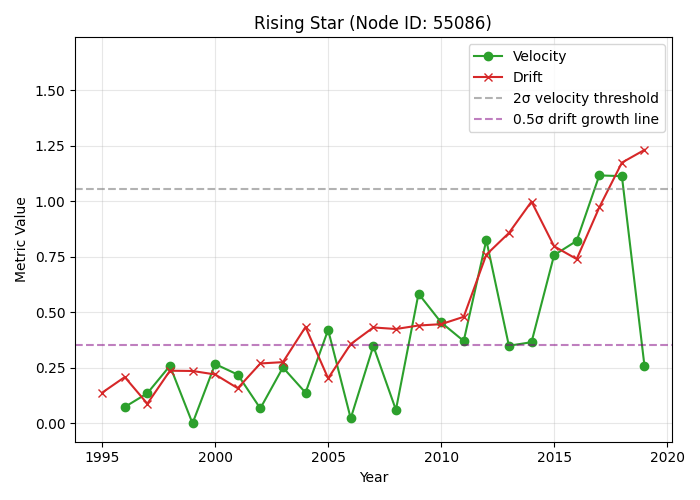 Rising Star (Node ID: 55086)
Velocity
Drift
2σ velocity threshold
0.5σ drift growth line
1.50
1.25
1.00
0.75
0.50
0.25
0.00
Metric Value
1995
2000
2005
2010
2015
2020
Year